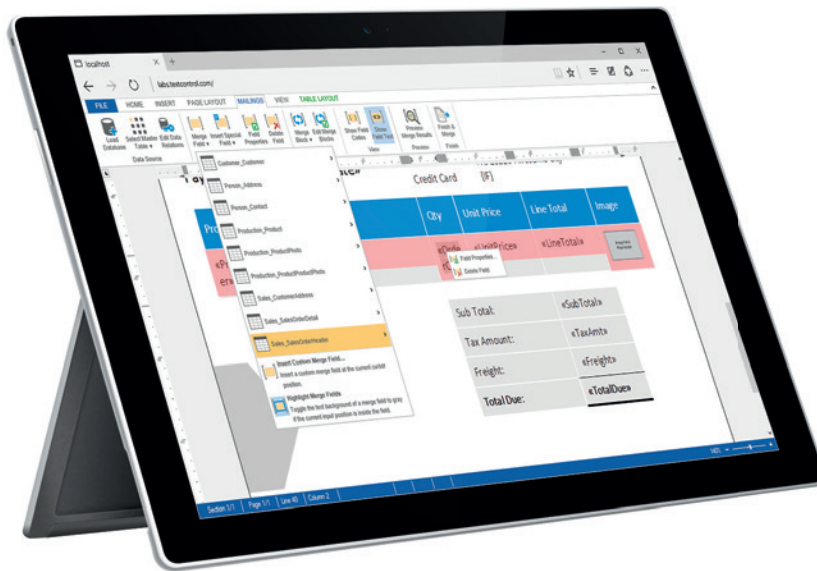 localhost
labs.textcontrol.com/
FILE HOME INSERT PAGE LAYOUT MAILINGS VIEW TABLE LAYOUT
Load Database
Select Master Table
Edit Data Relations
Merge Field
Insert Special Field
Field Properties
Delete Field
Merge Block
Edit Merge Blocks
Show Field Codes
Show Field Text
Preview Merge Results
Finish & Merge
Data Source
View
Preview
Finish
Customer_Customer
Person_Address
Person_Contact
Production_Product
Production_ProductPhoto
Production_ProductProductPhoto
Sales_CustomerAddress
Sales_SalesOrderDetail
Sales_SalesOrderHeader
Insert Custom Merge Field...
Insert a custom merge field at the current cursor
position.
Highlight Merge Fields
Toggle the text background of a merge field to gray
if the current input position is inside the field.
Credit Card [IF]
Qty Unit Price Line Total Image
«Orde «UnitPrice» «LineTotal»
Field Properties...
Delete Field
Sub Total: «SubTotal»
Tax Amount: «TaxAmt»
Freight: «Freight»
Total Due: «TotalDue»
Section 1/1 Page 1/1 Line 40 Column 2